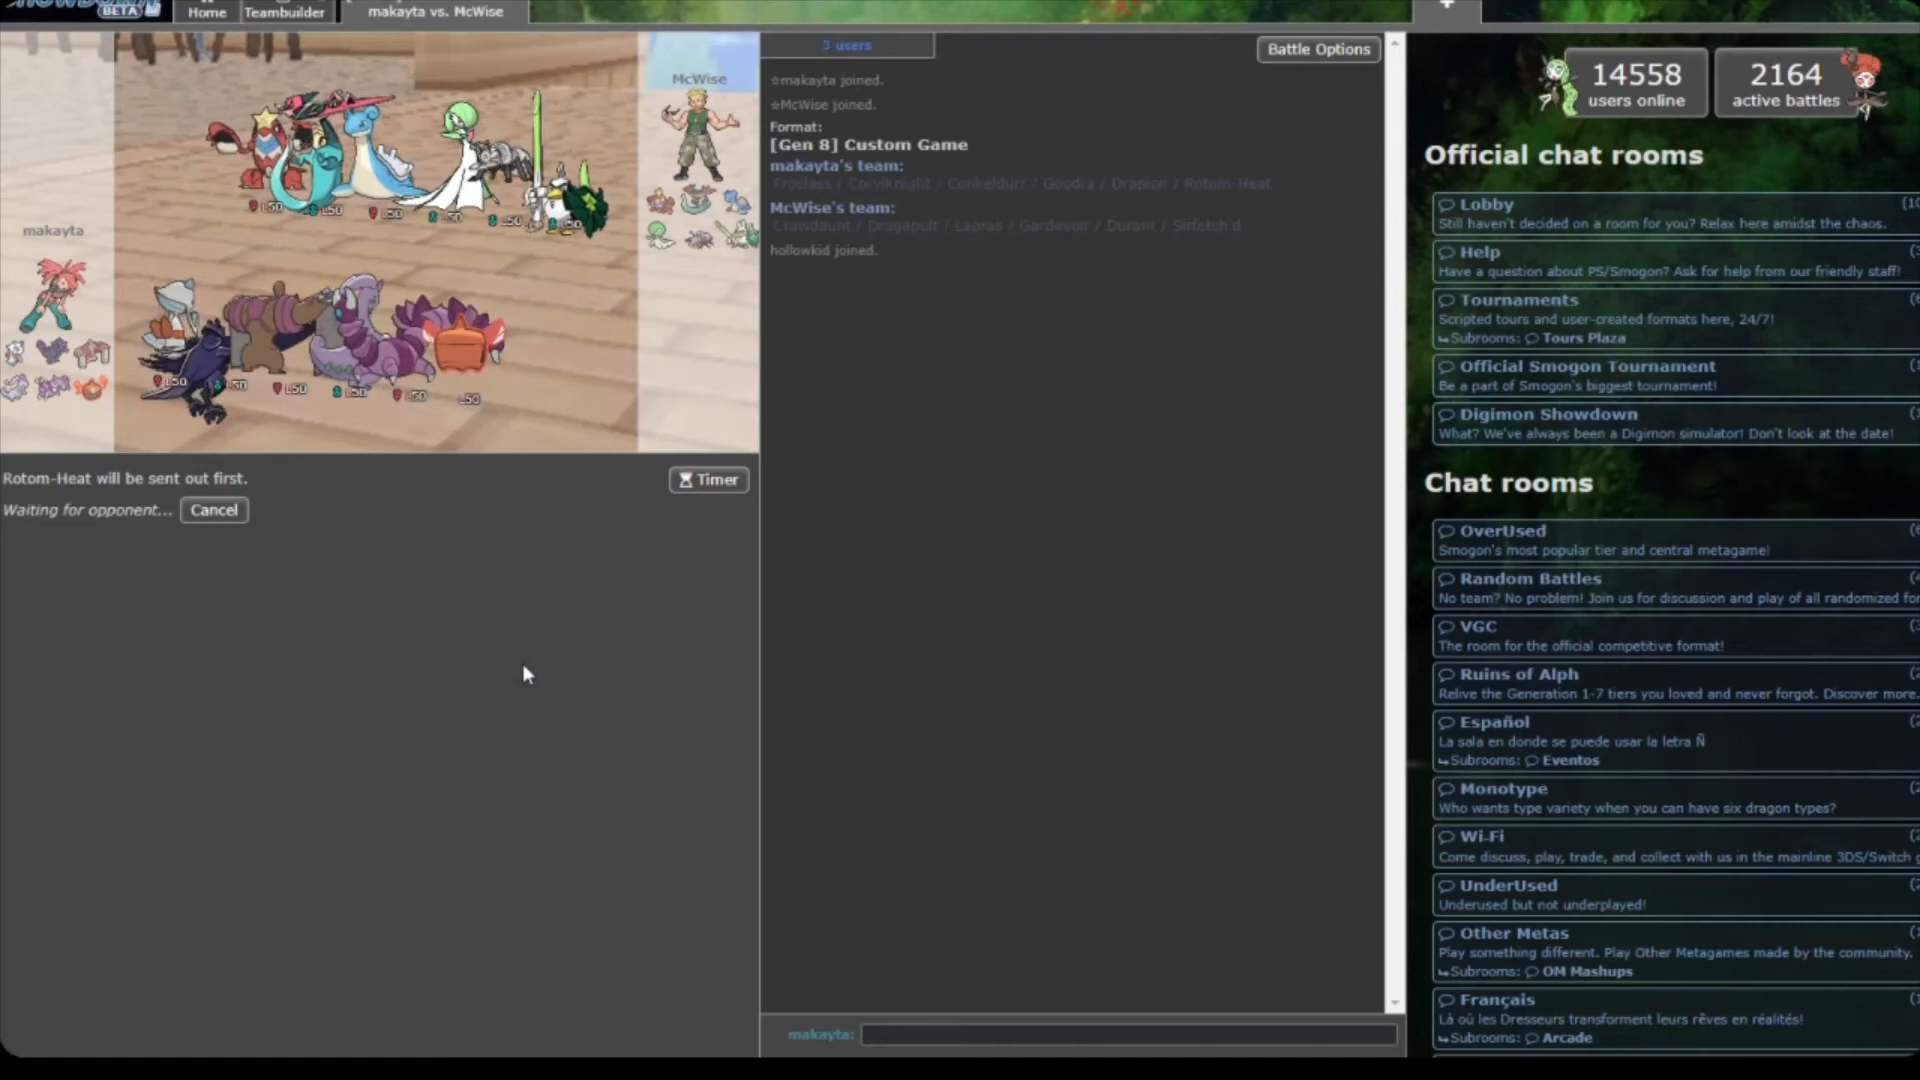 BETA
Home
Teambuilder
makayta vs. McWise
+
McWise
L50 L50 L50 L50 L50 L50
makayta
L50 L50 L50 L50 L50 L50
Rotom-Heat will be sent out first.
Timer
Waiting for opponent...
Cancel
3 users
Battle Options
☆makayta joined.
☆McWise joined.
Format:
[Gen 8] Custom Game
makayta's team:
Froslass / Corviknight / Conkeldurr / Goodra / Drapion / Rotom-Heat
McWise's team:
Crawdaunt / Dragapult / Lapras / Gardevoir / Durant / Sirfetch'd
hollowkid joined.
makayta:
14558
users online
2164
active battles
Official chat rooms
Lobby
Still haven't decided on a room for you? Relax here amidst the chaos.
Help
Have a question about PS/Smogon? Ask for help from our friendly staff!
Tournaments
Scripted tours and user-created formats here, 24/7!
Subrooms: Tours Plaza
Official Smogon Tournament
Be a part of Smogon's biggest tournament!
Digimon Showdown
What? We've always been a Digimon simulator! Don't look at the date!
Chat rooms
OverUsed
Smogon's most popular tier and central metagame!
Random Battles
No team? No problem! Join us for discussion and play of all randomized
VGC
The room for the official competitive format!
Ruins of Alph
Relive the Generation 1-7 tiers you loved and never forgot. Discover more.
Español
La sala en donde se puede usar la letra Ñ
Subrooms: Eventos
Monotype
Who wants type variety when you can have six dragon types?
Wi-Fi
Come discuss, play, trade, and collect with us in the mainline 3DS/Switch
UnderUsed
Underused but not underplayed!
Other Metas
Play something different. Play Other Metagames made by the community.
Subrooms: OM Mashups
Français
Là où les Dresseurs transforment leurs rêves en réalités!
Subrooms: Arcade